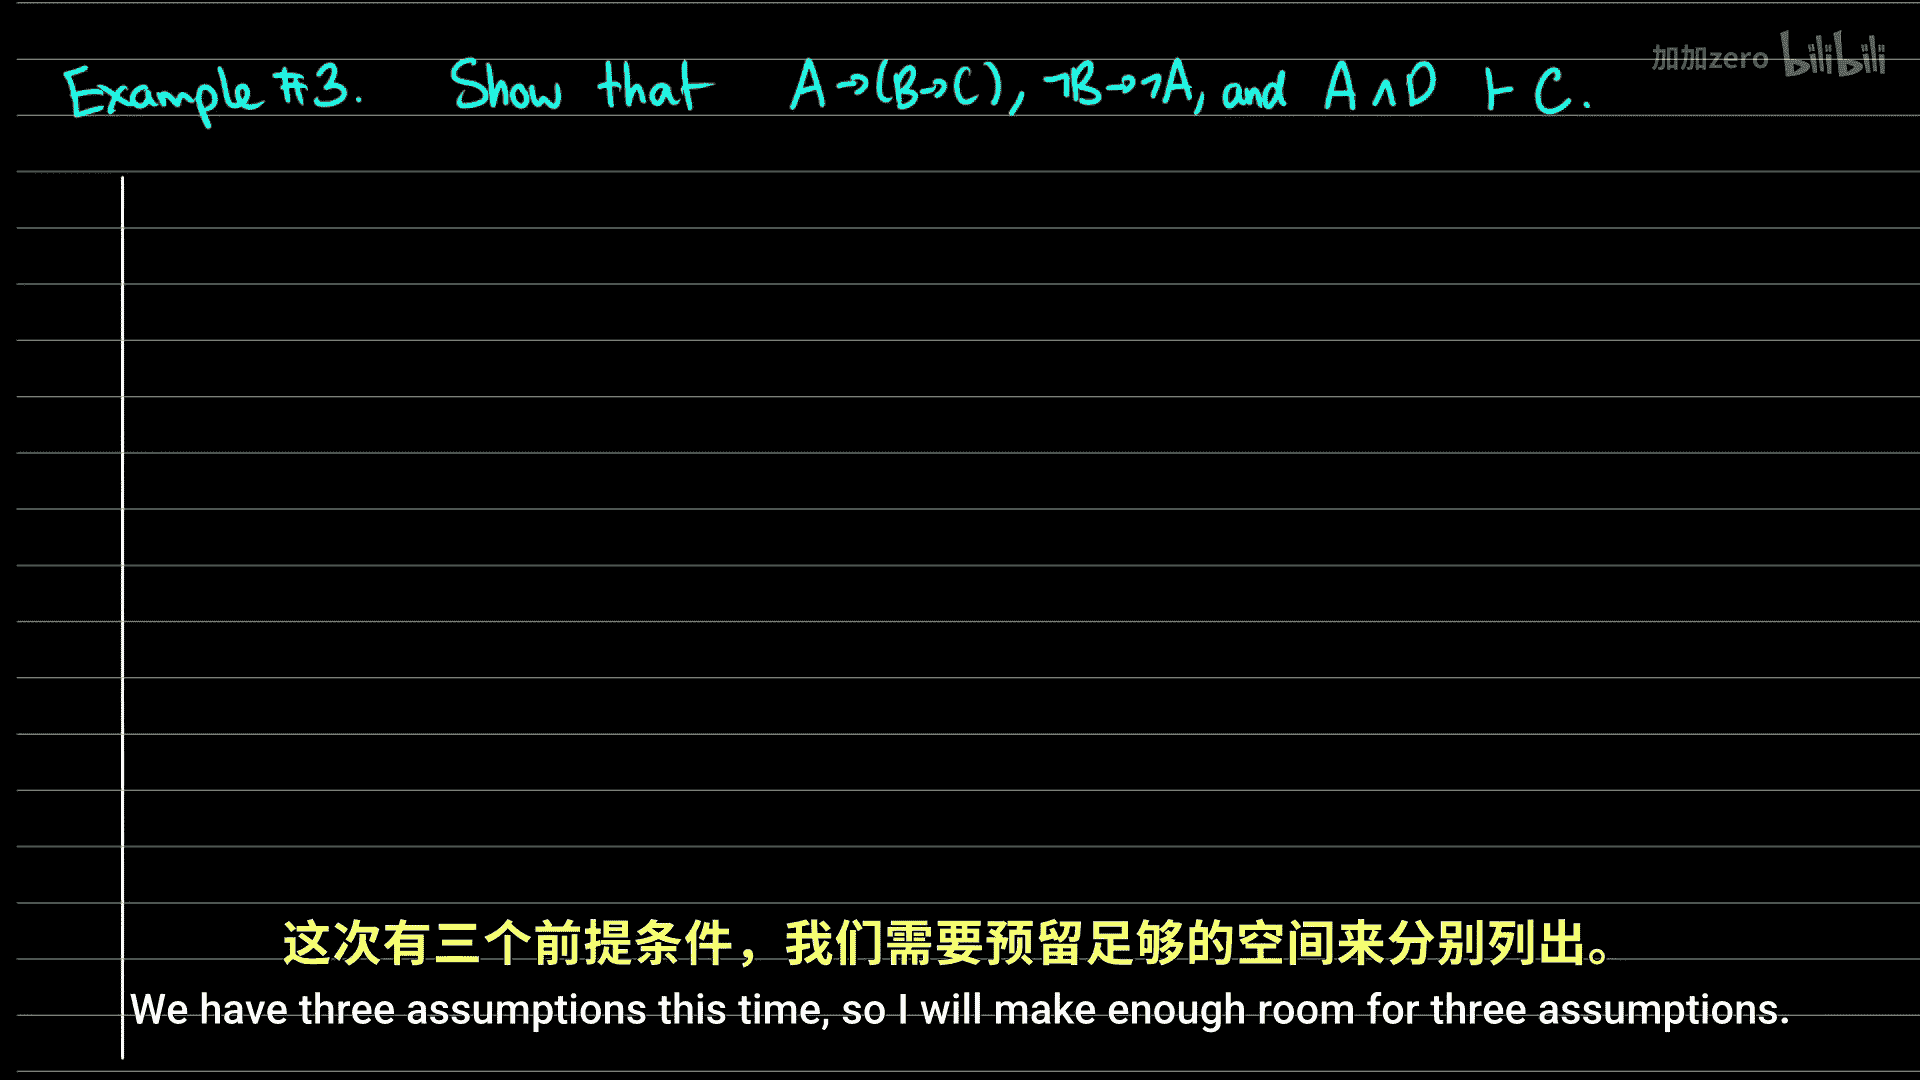 加加zero bilibili
Example #3. Show that A→(B→C), ¬B→¬A, and A∧D ⊢ C.
这次有三个前提条件，我们需要预留足够的空间来分别列出。
We have three assumptions this time, so I will make enough room for three assumptions.